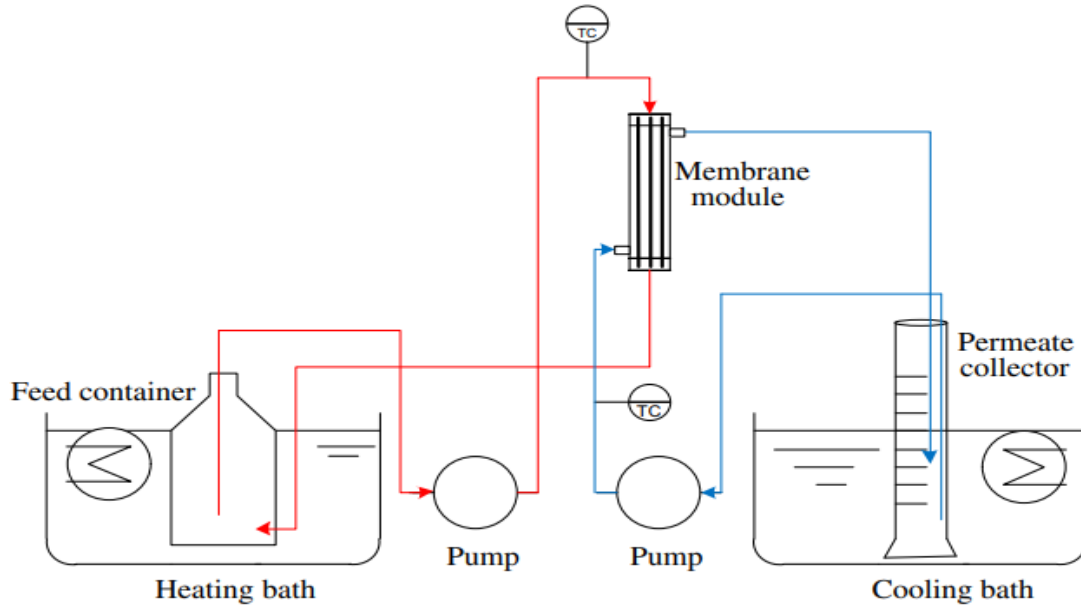 TC
Membrane
module
Feed container
Permeate
collector
TC
Pump
Pump
Heating bath
Cooling bath